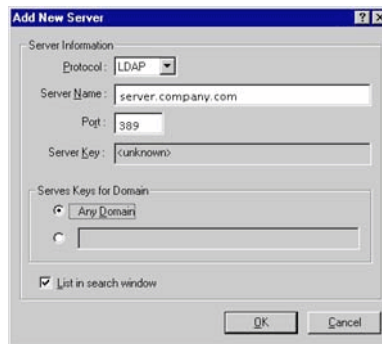 Add New Server
Server Information
Protocol: LDAP
Server Name: server.company.com
Port: 389
Server Key: <unknown>
Serves Keys for Domain
Any Domain
List in search window
OK Cancel